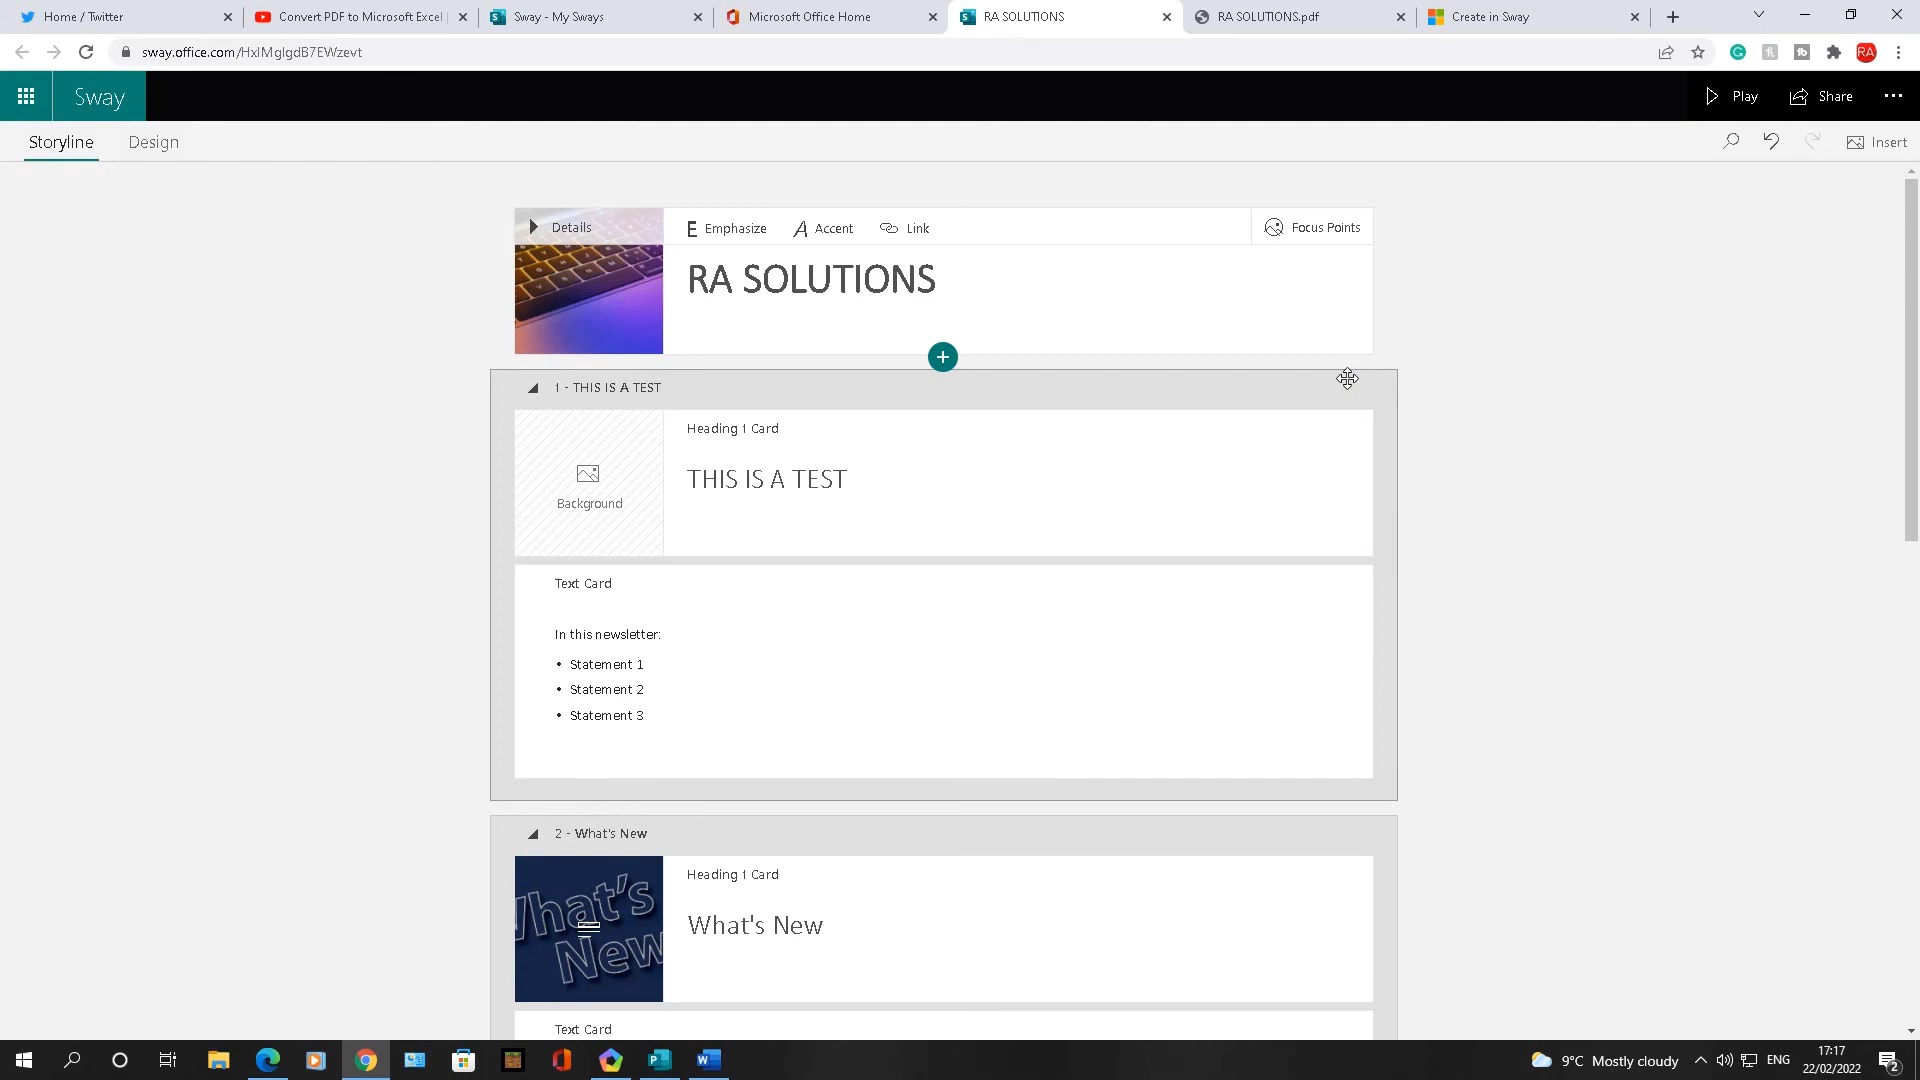 Home / Twitter
Convert PDF to Microsoft Excel
Sway - My Sways
Microsoft Office Home
RA SOLUTIONS
RA SOLUTIONS.pdf
Create in Sway
sway.office.com/HxIMglgdB7EWzevt
RA
Sway
Play
Share
Storyline
Design
Insert
Details
E Emphasize
A Accent
Link
Focus Points
RA SOLUTIONS
1 - THIS IS A TEST
Heading 1 Card
Background
THIS IS A TEST
Text Card
In this newsletter:
• Statement 1
• Statement 2
• Statement 3
2 - What's New
Heading 1 Card
What's New
What's New
Text Card
9°C Mostly cloudy
ENG
17:17
22/02/2022
2